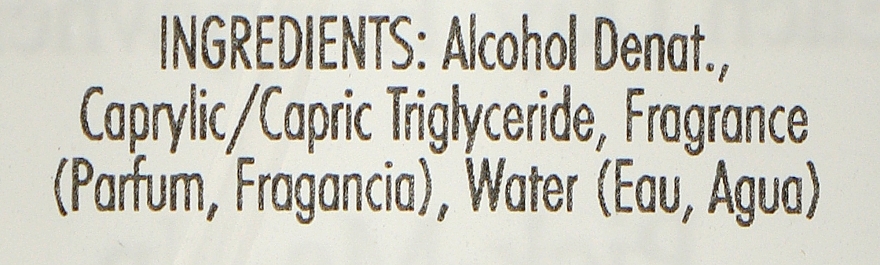 INGREDIENTS: Alcohol Denat.,
Caprylic/Capric Triglyceride, Fragrance
(Parfum, Fragancia), Water (Eau, Agua)